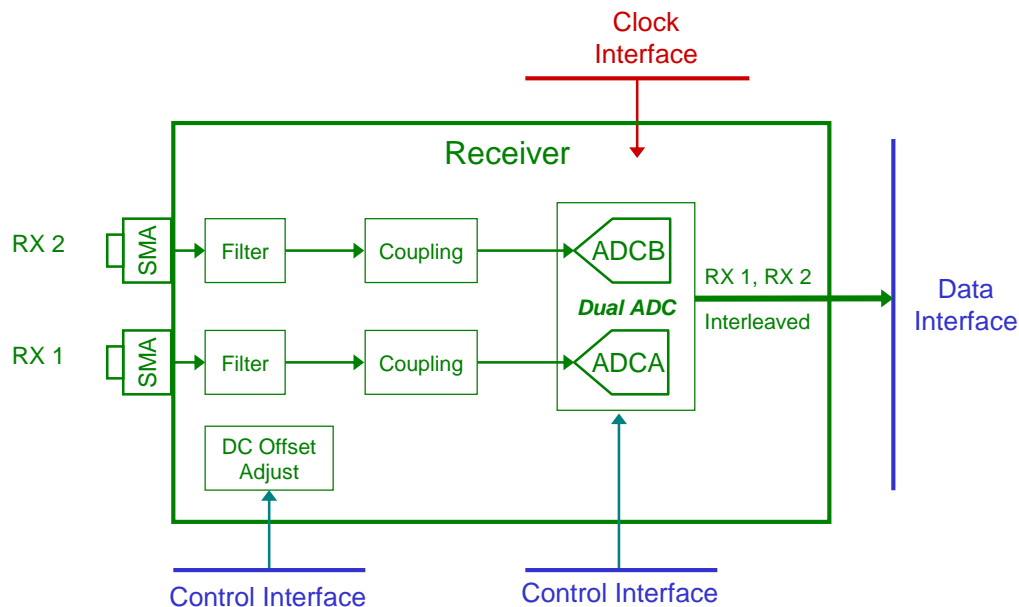 Clock
Interface
Receiver
RX 2
SMA
Filter
Coupling
ADCB
RX 1, RX 2
Dual ADC
Interleaved
Data
Interface
RX 1
SMA
Filter
Coupling
ADCA
DC Offset
Adjust
Control Interface
Control Interface